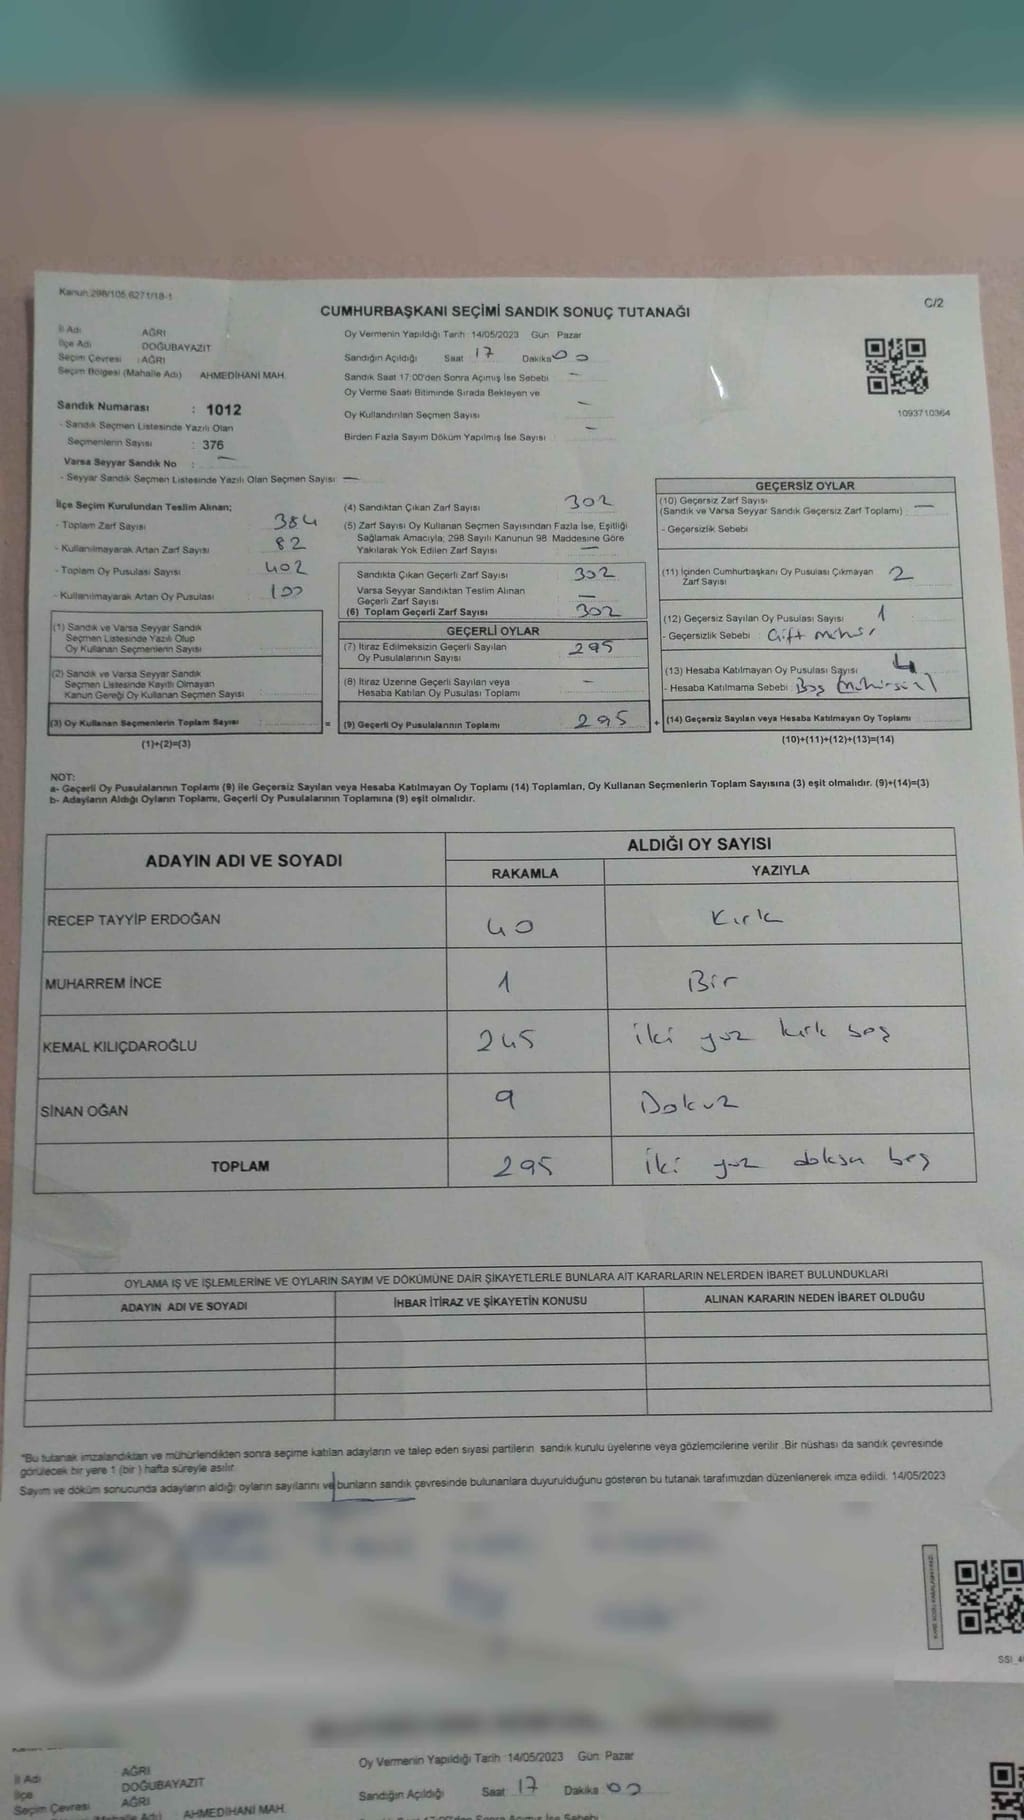 Kanun:298/105,6271/18-1
C/2
CUMHURBAŞKANI SEÇİMİ SANDIK SONUÇ TUTANAĞI
İl Adı AĞRI
İlçe Adı DOĞUBAYAZIT
Seçim Çevresi : AĞRI
Seçim Bölgesi (Mahalle Adı) AHMEDİHANİ MAH.
Sandık Numarası : 1012
- Sandık Seçmen Listesinde Yazılı Olan
Seçmenlerin Sayısı : 376
Varsa Seyyar Sandık No : —
- Seyyar Sandık Seçmen Listesinde Yazılı Olan Seçmen Sayısı : —
Oy Vermenin Yapıldığı Tarih : 14/05/2023 Gün : Pazar
Sandığın Açıldığı Saat 17 Dakika 00
Sandık Saat 17:00'den Sonra Açımış İse Sebebi —
Oy Verme Saati Bitiminde Sırada Bekleyen ve
Oy Kullandırılan Seçmen Sayısı —
Birden Fazla Sayım Döküm Yapılmış İse Sayısı —
1093710364
İlçe Seçim Kurulundan Teslim Alınan;
- Toplam Zarf Sayısı 384
- Kullanılmayarak Artan Zarf Sayısı 82
- Toplam Oy Pusulası Sayısı 402
- Kullanılmayarak Artan Oy Pusulası 100
(1) Sandık ve Varsa Seyyar Sandık
Seçmen Listesinde Yazılı Olup
Oy Kullanan Seçmenlerin Sayısı
(2) Sandık ve Varsa Seyyar Sandık
Seçmen Listesinde Kayıtlı Olmayan
Kanun Gereği Oy Kullanan Seçmen Sayısı
(3) Oy Kullanan Seçmenlerin Toplam Sayısı
(1)+(2)=(3)
(4) Sandıktan Çıkan Zarf Sayısı 302
(5) Zarf Sayısı Oy Kullanan Seçmen Sayısından Fazla İse, Eşitliği
Sağlamak Amacıyla; 298 Sayılı Kanunun 98. Maddesine Göre
Yakılarak Yok Edilen Zarf Sayısı —
Sandıkta Çıkan Geçerli Zarf Sayısı 302
Varsa Seyyar Sandıktan Teslim Alınan
Geçerli Zarf Sayısı —
(6) Toplam Geçerli Zarf Sayısı 302
GEÇERLİ OYLAR
(7) İtiraz Edilmeksizin Geçerli Sayılan
Oy Pusulalarının Sayısı 295
(8) İtiraz Üzerine Geçerli Sayılan veya
Hesaba Katılan Oy Pusulası Toplamı —
= (9) Geçerli Oy Pusulalarının Toplamı 295 +
GEÇERSİZ OYLAR
(10) Geçersiz Zarf Sayısı
(Sandık ve Varsa Seyyar Sandık Geçersiz Zarf Toplamı) —
- Geçersizlik Sebebi
(11) İçinden Cumhurbaşkanı Oy Pusulası Çıkmayan
Zarf Sayısı 2
(12) Geçersiz Sayılan Oy Pusulası Sayısı 1
- Geçersizlik Sebebi : Çift mühür
(13) Hesaba Katılmayan Oy Pusulası Sayısı 4
- Hesaba Katılmama Sebebi : Boş (mühürsüz)
(14) Geçersiz Sayılan veya Hesaba Katılmayan Oy Toplamı
(10)+(11)+(12)+(13)=(14)
NOT:
a- Geçerli Oy Pusulalarının Toplamı (9) ile Geçersiz Sayılan veya Hesaba Katılmayan Oy Toplamı (14) Toplamları, Oy Kullanan Seçmenlerin Toplam Sayısına (3) eşit olmalıdır. (9)+(14)=(3)
b- Adayların Aldığı Oyların Toplamı, Geçerli Oy Pusulalarının Toplamına (9) eşit olmalıdır.
ADAYIN ADI VE SOYADI ALDIĞI OY SAYISI
RAKAMLA YAZIYLA
RECEP TAYYİP ERDOĞAN 40 Kırk
MUHARREM İNCE 1 Bir
KEMAL KILIÇDAROĞLU 245 iki yüz kırk beş
SİNAN OĞAN 9 Dokuz
TOPLAM 295 iki yüz doksan beş
OYLAMA İŞ VE İŞLEMLERİNE VE OYLARIN SAYIM VE DÖKÜMÜNE DAİR ŞİKAYETLERLE BUNLARA AİT KARARLARIN NELERDEN İBARET BULUNDUKLARI
ADAYIN ADI VE SOYADI İHBAR İTİRAZ VE ŞİKAYETİN KONUSU ALINAN KARARIN NEDEN İBARET OLDUĞU
*Bu tutanak imzalandıktan ve mühürlendikten sonra seçime katılan adayların ve talep eden siyasi partilerin sandık kurulu üyelerine veya gözlemcilerine verilir. Bir nüshası da sandık çevresinde
görülecek bir yere 1 (bir) hafta süreyle asılır.
Sayım ve döküm sonucunda adayların aldığı oyların sayılarını ve bunların sandık çevresinde bulunanlara duyurulduğunu gösteren bu tutanak tarafımızdan düzenlenerek imza edildi. 14/05/2023
İl Adı AĞRI
İlçe DOĞUBAYAZIT
Seçim Çevresi AĞRI
(Mahalle Adı) AHMEDİHANİ MAH.
Oy Vermenin Yapıldığı Tarih : 14/05/2023 Gün : Pazar
Sandığın Açıldığı Saat 17 Dakika 00